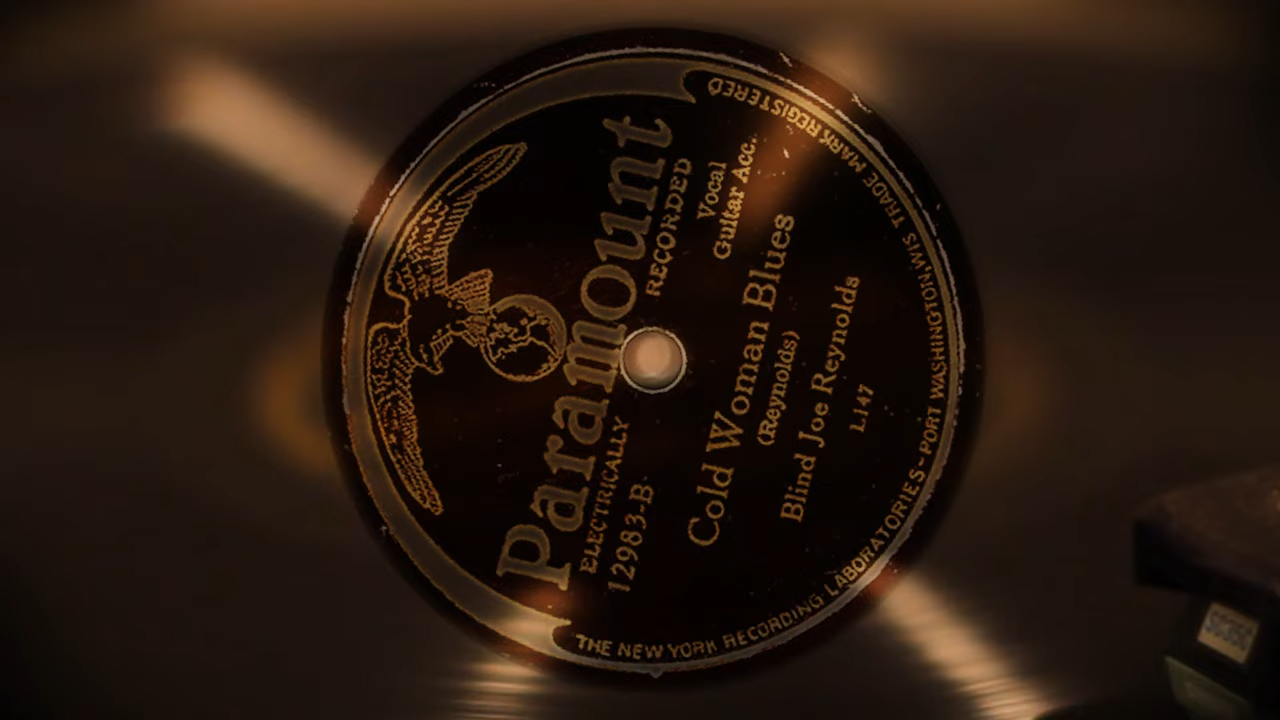 Paramount
ELECTRICALLY RECORDED
12983-B
Vocal
Guitar Acc.
Cold Woman Blues
(Reynolds)
Blind Joe Reynolds
L147
THE NEW YORK RECORDING LABORATORIES - PORT WASHINGTON, WIS TRADE MARK REGISTERED